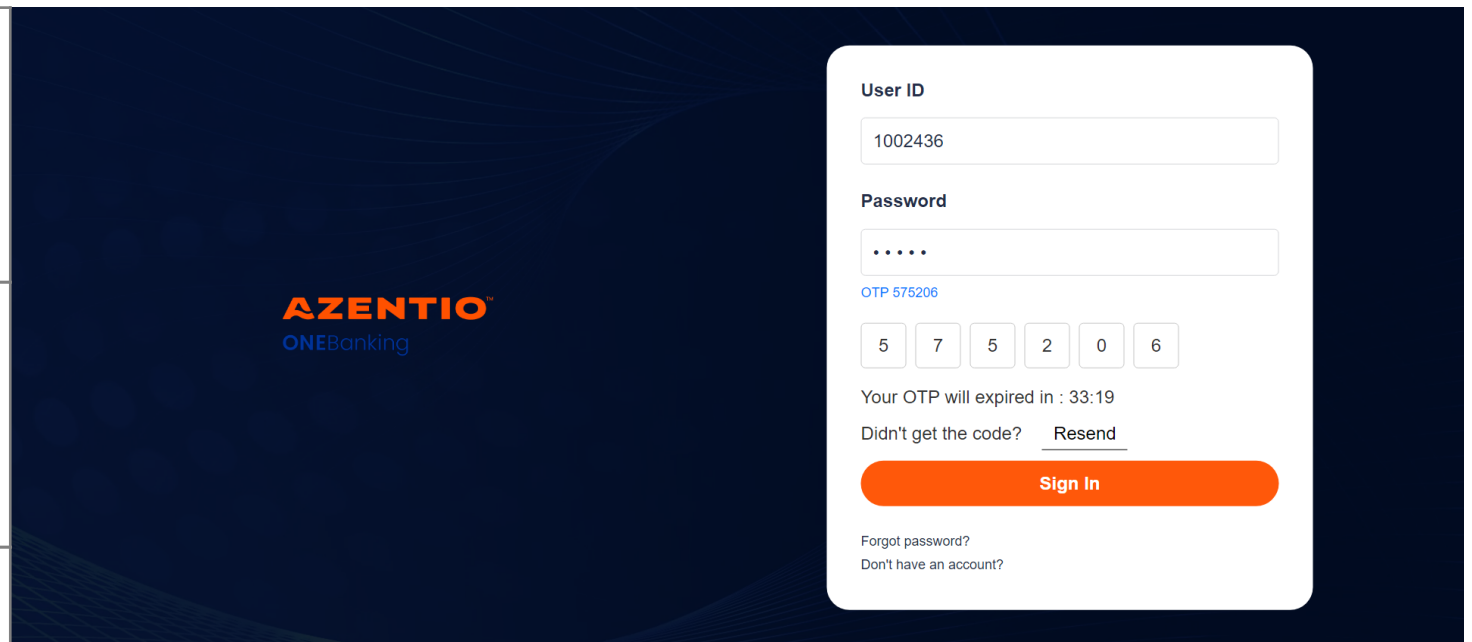 AZENTIO™
ONEBanking
User ID
1002436
Password
•••••
OTP 575206
5 7 5 2 0 6
Your OTP will expired in : 33:19
Didn't get the code? Resend
Sign In
Forgot password?
Don't have an account?